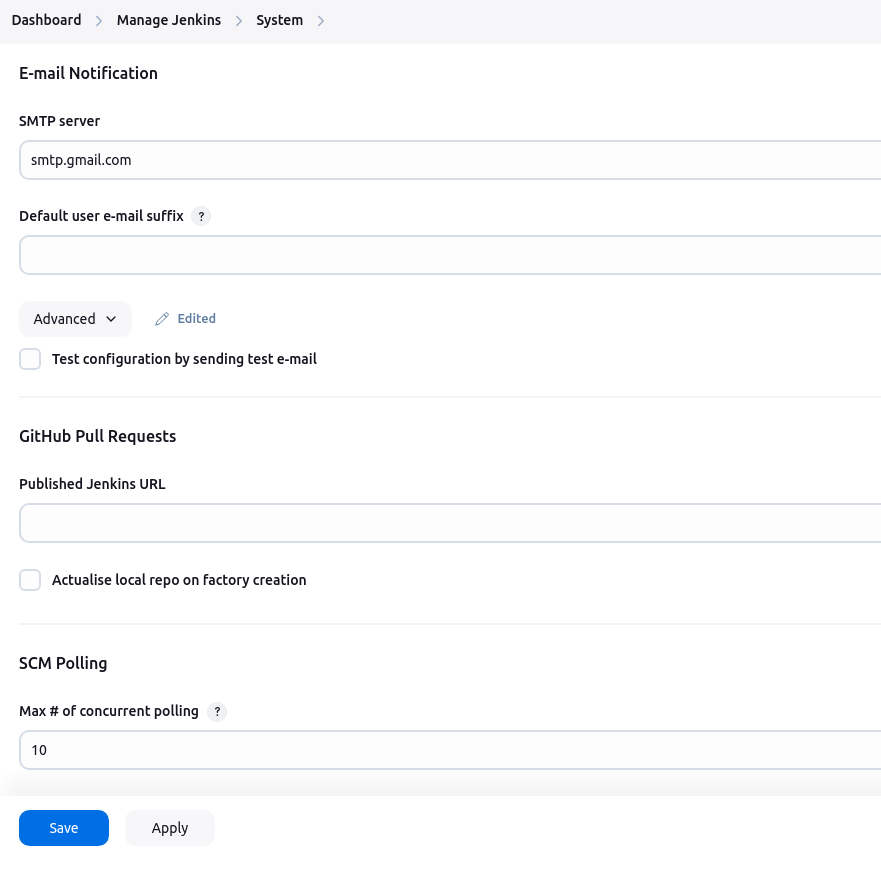 Dashboard > Manage Jenkins > System >
E-mail Notification
SMTP server
smtp.gmail.com
Default user e-mail suffix ?
Advanced Edited
Test configuration by sending test e-mail
GitHub Pull Requests
Published Jenkins URL
Actualise local repo on factory creation
SCM Polling
Max # of concurrent polling ?
10
Save Apply